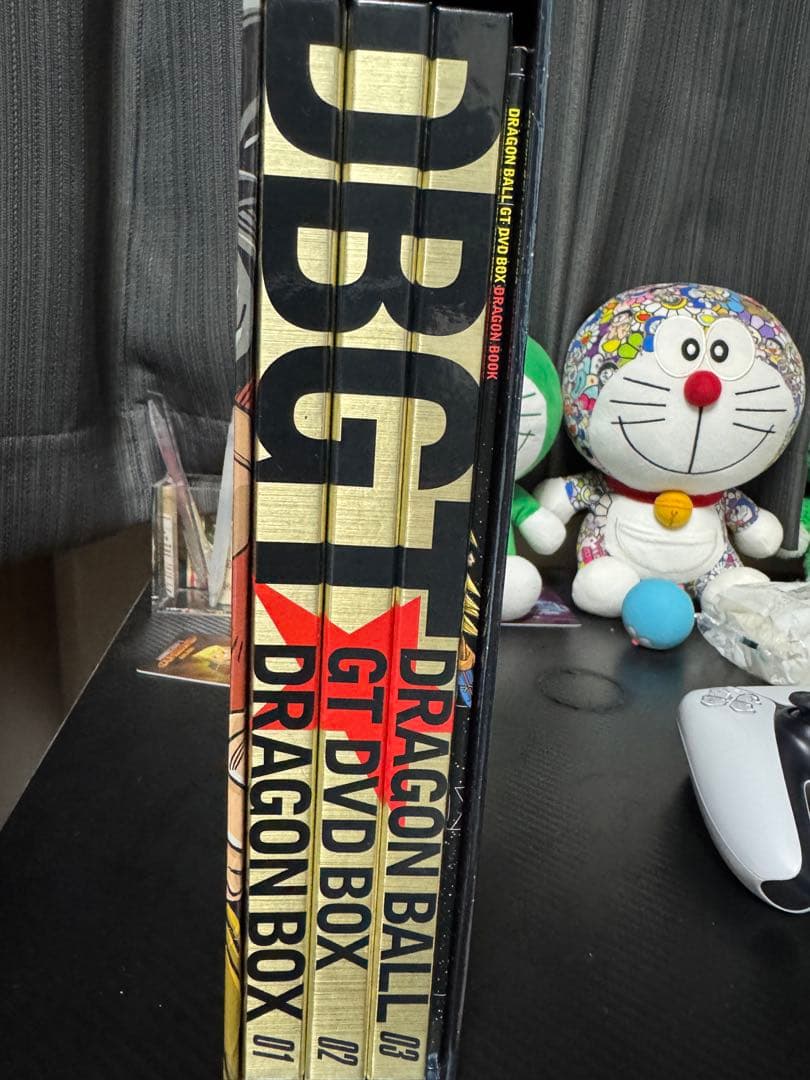 DBGT
DRAGON BALL
GT DVD BOX
DRAGON BOX
01
02
03
DRAGON BALL GT DVD BOX DRAGON BOOK